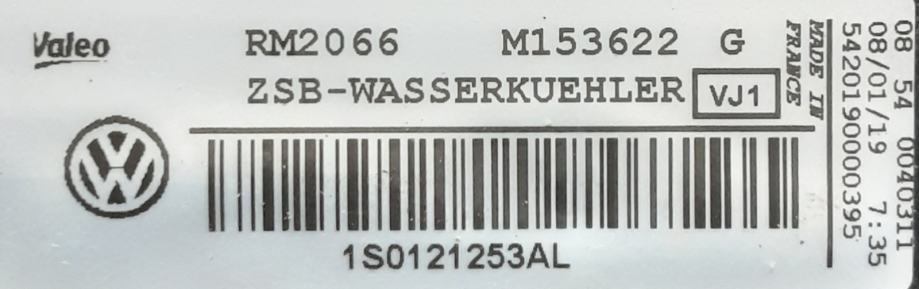 Valeo
RM2066 M153622 G
ZSB-WASSERKUEHLER VJ1
1S0121253AL
MADE IN
FRANCE
08 54 0040311
08/01/19 7:35
5420190000395